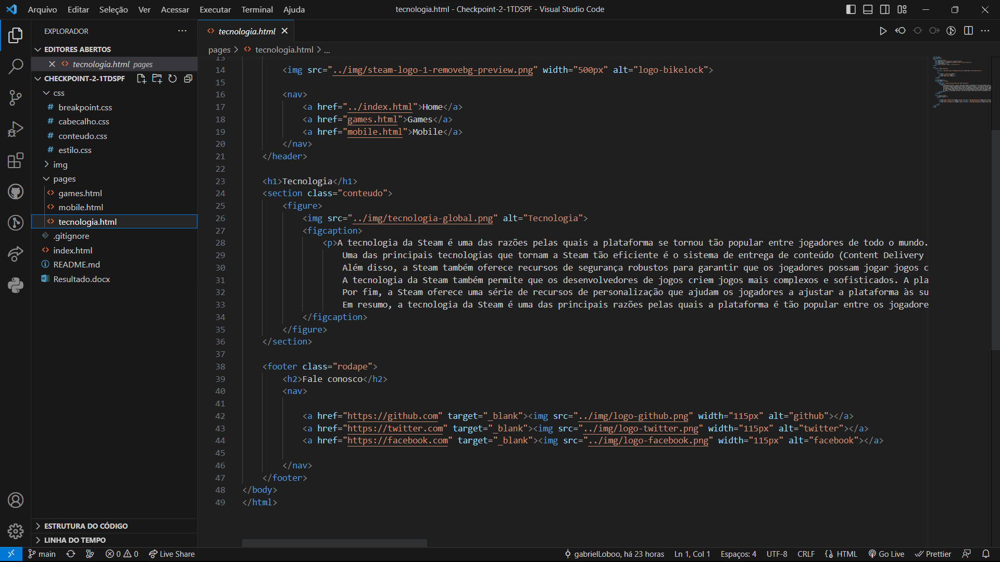 Arquivo Editar Seleção Ver Acessar Executar Terminal Ajuda
tecnologia.html - Checkpoint-2-1TDSPF - Visual Studio Code
EXPLORADOR
EDITORES ABERTOS
tecnologia.html pages
CHECKPOINT-2-1TDSPF
css
breakpoint.css
cabecalho.css
conteudo.css
estilo.css
img
pages
games.html
mobile.html
tecnologia.html
.gitignore
index.html
README.md
Resultado.docx
ESTRUTURA DO CÓDIGO
LINHA DO TEMPO
tecnologia.html
pages > tecnologia.html > ...
13
14 <img src="../img/steam-logo-1-removebg-preview.png" width="500px" alt="logo-bikelock">
15
16 <nav>
17 <a href="../index.html">Home</a>
18 <a href="games.html">Games</a>
19 <a href="mobile.html">Mobile</a>
20 </nav>
21 </header>
22
23 <h1>Tecnologia</h1>
24 <section class="conteudo">
25 <figure>
26 <img src="../img/tecnologia-global.png" alt="Tecnologia">
27 <figcaption>
28 <p>A tecnologia da Steam é uma das razões pelas quais a plataforma se tornou tão popular entre jogadores de todo o mundo.
29 Uma das principais tecnologias que tornam a Steam tão eficiente é o sistema de entrega de conteúdo (Content Delivery
30 Além disso, a Steam também oferece recursos de segurança robustos para garantir que os jogadores possam jogar jogos c
31 A tecnologia da Steam também permite que os desenvolvedores de jogos criem jogos mais complexos e sofisticados. A pla
32 Por fim, a Steam oferece uma série de recursos de personalização que ajudam os jogadores a ajustar a plataforma às su
33 Em resumo, a tecnologia da Steam é uma das principais razões pelas quais a plataforma é tão popular entre os jogadore
34 </figcaption>
35 </figure>
36 </section>
37
38 <footer class="rodape">
39 <h2>Fale conosco</h2>
40 <nav>
41
42 <a href="https://github.com" target="_blank"><img src="../img/logo-github.png" width="115px" alt="github"></a>
43 <a href="https://twitter.com" target="_blank"><img src="../img/logo-twitter.png" width="115px" alt="twitter"></a>
44 <a href="https://facebook.com" target="_blank"><img src="../img/logo-facebook.png" width="115px" alt="facebook"></a>
45
46 </nav>
47 </footer>
48 </body>
49 </html>
main 0 0 Live Share gabrielLoboo, há 23 horas Ln 1, Col 1 Espaços: 4 UTF-8 CRLF HTML Go Live Prettier